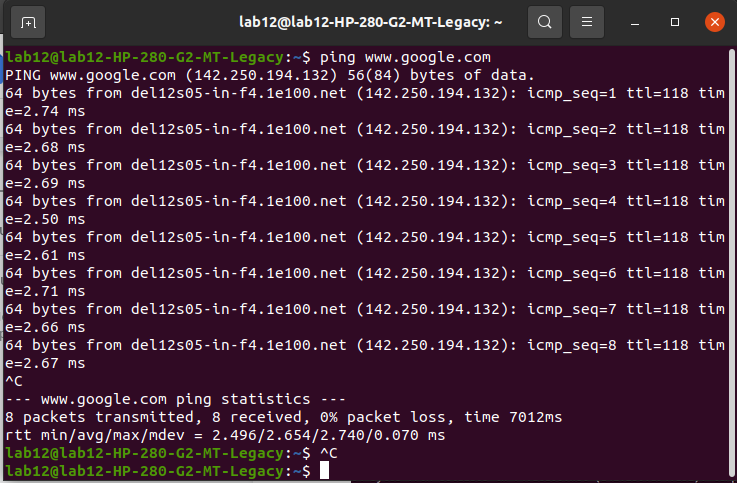 lab12@lab12-HP-280-G2-MT-Legacy: ~
lab12@lab12-HP-280-G2-MT-Legacy:~$ ping www.google.com
PING www.google.com (142.250.194.132) 56(84) bytes of data.
64 bytes from del12s05-in-f4.1e100.net (142.250.194.132): icmp_seq=1 ttl=118 tim
e=2.74 ms
64 bytes from del12s05-in-f4.1e100.net (142.250.194.132): icmp_seq=2 ttl=118 tim
e=2.68 ms
64 bytes from del12s05-in-f4.1e100.net (142.250.194.132): icmp_seq=3 ttl=118 tim
e=2.69 ms
64 bytes from del12s05-in-f4.1e100.net (142.250.194.132): icmp_seq=4 ttl=118 tim
e=2.50 ms
64 bytes from del12s05-in-f4.1e100.net (142.250.194.132): icmp_seq=5 ttl=118 tim
e=2.61 ms
64 bytes from del12s05-in-f4.1e100.net (142.250.194.132): icmp_seq=6 ttl=118 tim
e=2.71 ms
64 bytes from del12s05-in-f4.1e100.net (142.250.194.132): icmp_seq=7 ttl=118 tim
e=2.66 ms
64 bytes from del12s05-in-f4.1e100.net (142.250.194.132): icmp_seq=8 ttl=118 tim
e=2.67 ms
^C
--- www.google.com ping statistics ---
8 packets transmitted, 8 received, 0% packet loss, time 7012ms
rtt min/avg/max/mdev = 2.496/2.654/2.740/0.070 ms
lab12@lab12-HP-280-G2-MT-Legacy:~$ ^C
lab12@lab12-HP-280-G2-MT-Legacy:~$